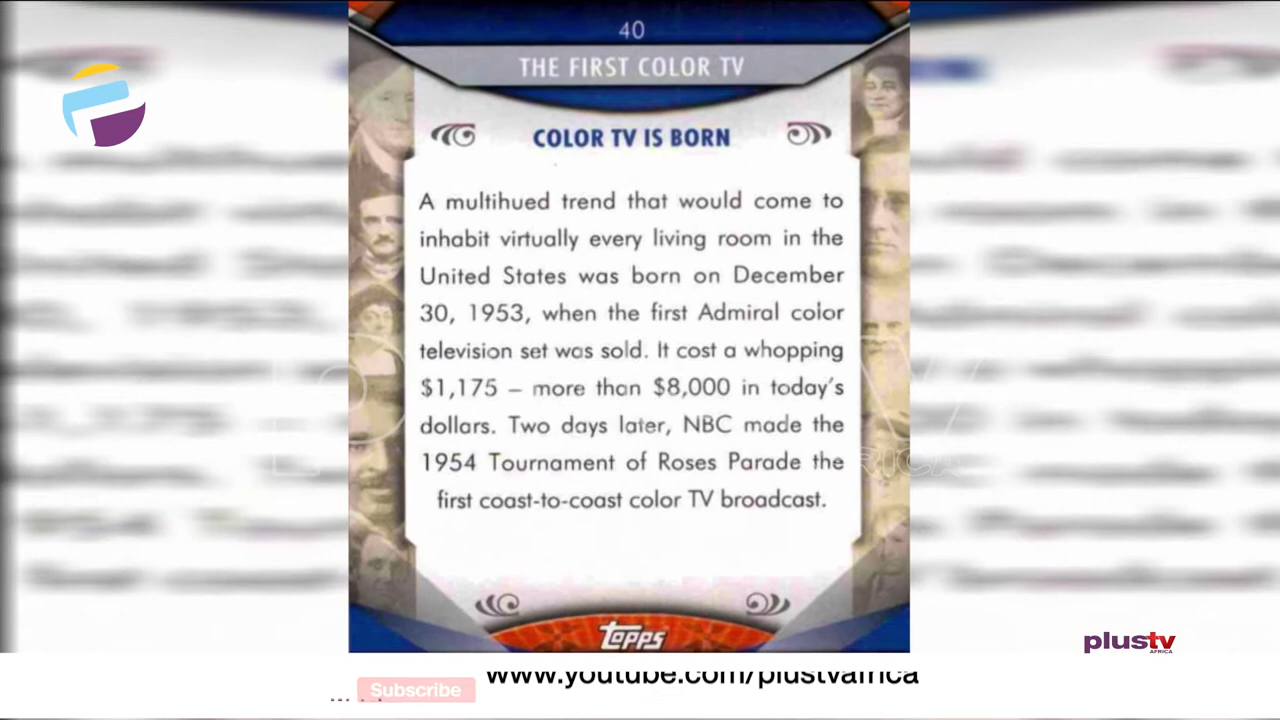 40
THE FIRST COLOR TV
COLOR TV IS BORN
A multihued trend that would come to
inhabit virtually every living room in the
United States was born on December
30, 1953, when the first Admiral color
television set was sold. It cost a whopping
$1,175 – more than $8,000 in today's
dollars. Two days later, NBC made the
1954 Tournament of Roses Parade the
first coast-to-coast color TV broadcast.
Topps
plustv
AFRICA
Subscribe
www.youtube.com/plustvafrica